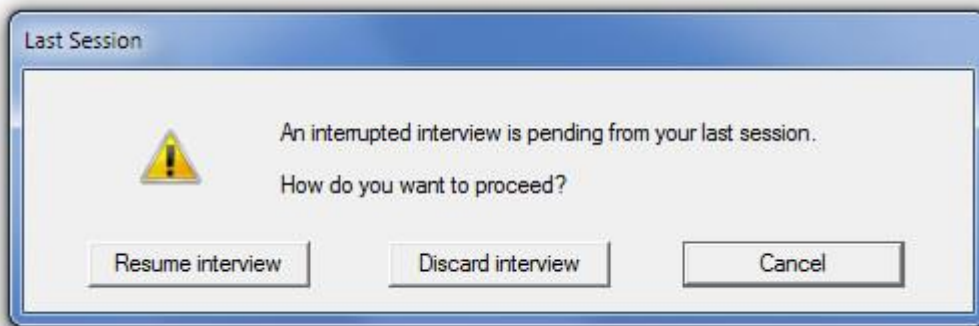 Last Session
An interrupted interview is pending from your last session.
How do you want to proceed?
Resume interview
Discard interview
Cancel